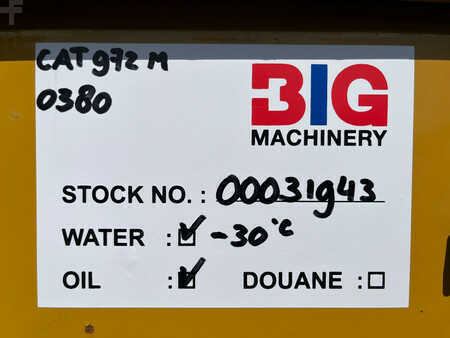 CAT 972 M
0380
BIG
MACHINERY
STOCK NO. : 00031943
WATER : ☑ -30°C
OIL : ☑ DOUANE : ☐